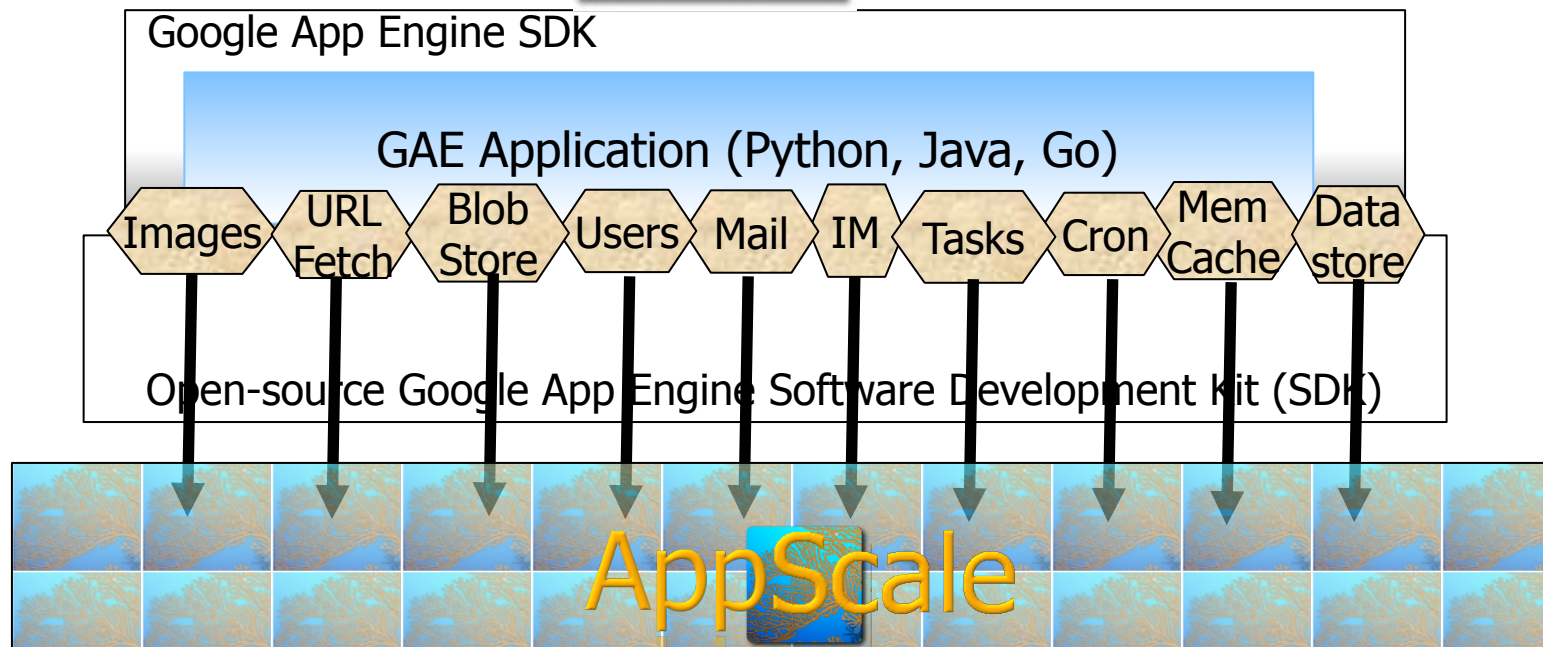 Google App Engine SDK
GAE Application (Python, Java, Go)
Images
URL
Fetch
Blob
Store
Users
Mail
IM
Tasks
Cron
Mem
Cache
Data
store
Open-source Google App Engine Software Development Kit (SDK)
AppScale